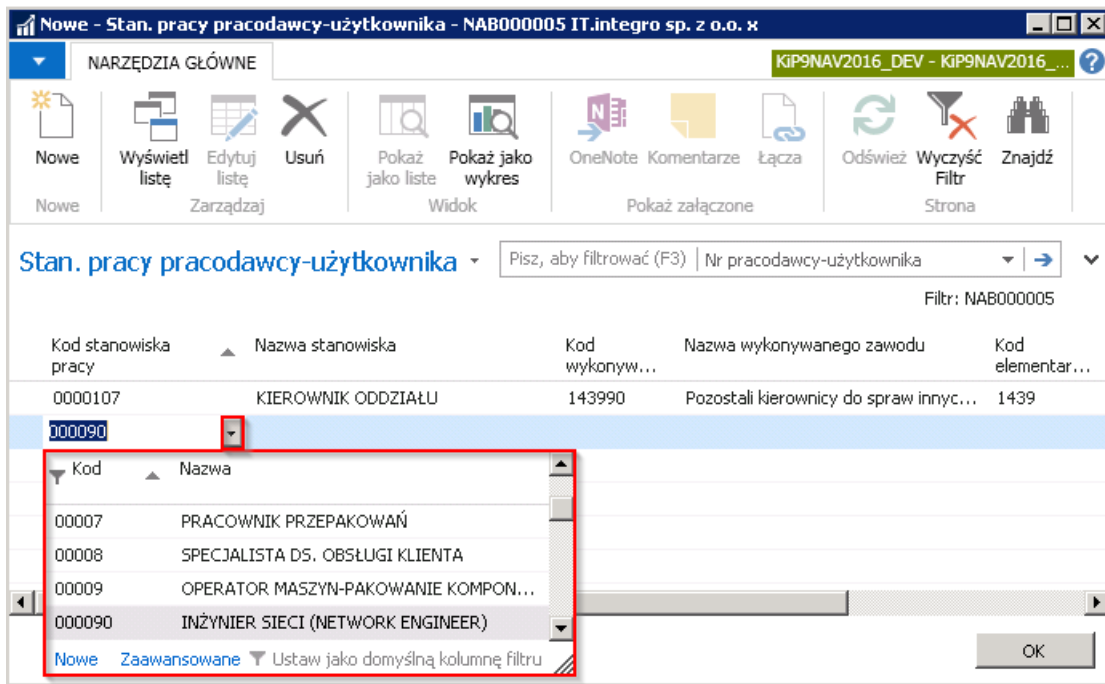 Nowe - Stan. pracy pracodawcy-użytkownika - NAB000005 IT.integro sp. z o.o. x
NARZĘDZIA GŁÓWNE
KiP9NAV2016_DEV - KiP9NAV2016_...
Nowe
Wyświetl listę
Edytuj listę
Usuń
Pokaż jako liste
Pokaż jako wykres
OneNote
Komentarze
Łącza
Odśwież
Wyczyść Filtr
Znajdź
Nowe
Zarządzaj
Widok
Pokaż załączone
Strona
Stan. pracy pracodawcy-użytkownika
Pisz, aby filtrować (F3)
Nr pracodawcy-użytkownika
Filtr: NAB000005
Kod stanowiska pracy
Nazwa stanowiska
Kod wykonyw...
Nazwa wykonywanego zawodu
Kod elementar...
0000107 KIEROWNIK ODDZIAŁU 143990 Pozostali kierownicy do spraw innyc... 1439
000090
Kod Nazwa
00007 PRACOWNIK PRZEPAKOWAŃ
00008 SPECJALISTA DS. OBSŁUGI KLIENTA
00009 OPERATOR MASZYN-PAKOWANIE KOMPON...
000090 INŻYNIER SIECI (NETWORK ENGINEER)
Nowe Zaawansowane Ustaw jako domyślną kolumnę filtru
OK